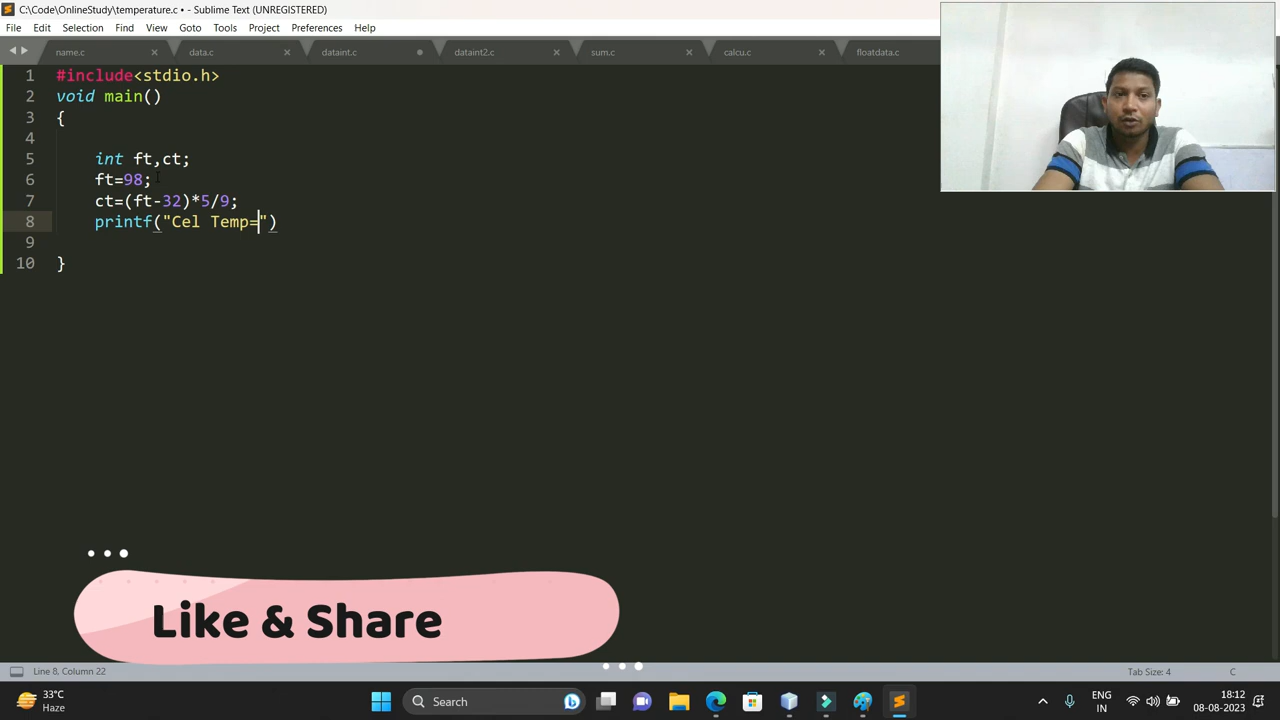 C:\Code\OnlineStudy\temperature.c • - Sublime Text (UNREGISTERED)
File Edit Selection Find View Goto Tools Project Preferences Help
name.c data.c dataint.c dataint2.c sum.c calcu.c floatdata.c
1 #include<stdio.h>
2 void main()
3 {
4
5 int ft,ct;
6 ft=98;
7 ct=(ft-32)*5/9;
8 printf("Cel Temp=")
9
10 }
Like & Share
Line 8, Column 22 Tab Size: 4 C
33°C
Haze
Search
ENG
IN
18:12
08-08-2023